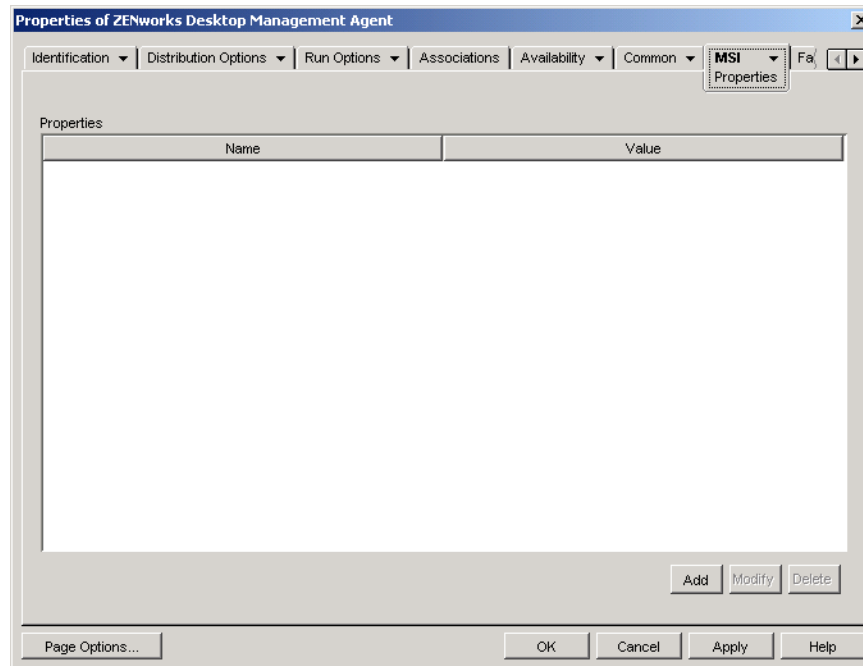 Properties of ZENworks Desktop Management Agent
Identification Distribution Options Run Options Associations Availability Common MSI Fa
Properties
Properties
Name Value
Add Modify Delete
Page Options... OK Cancel Apply Help